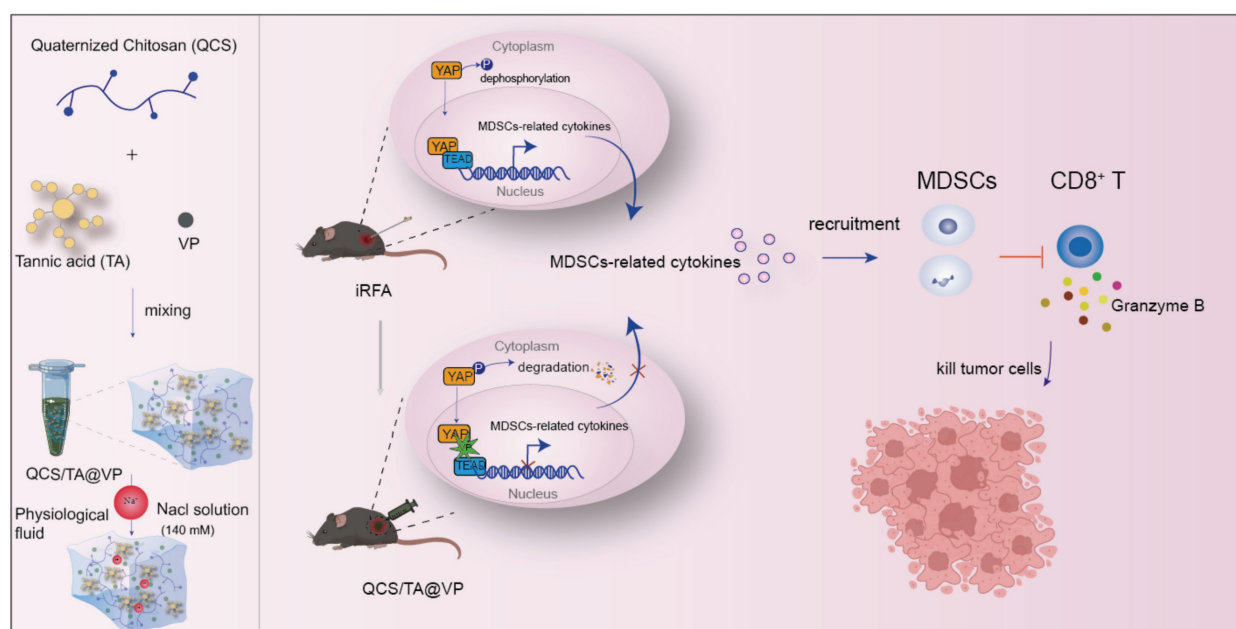 Quaternized Chitosan (QCS)
+
Tannic acid (TA)
VP
mixing
QCS/TA@VP
Na⁺
Physiological
fluid
Nacl solution
(140 mM)
Cytoplasm
YAP
P
dephosphorylation
MDSCs-related cytokines
YAP
TEAD
Nucleus
iRFA
Cytoplasm
YAP
P
degradation
YAP
VP
MDSCs-related cytokines
TEAD
Nucleus
QCS/TA@VP
MDSCs-related cytokines
recruitment
MDSCs
CD8⁺ T
Granzyme B
kill tumor cells